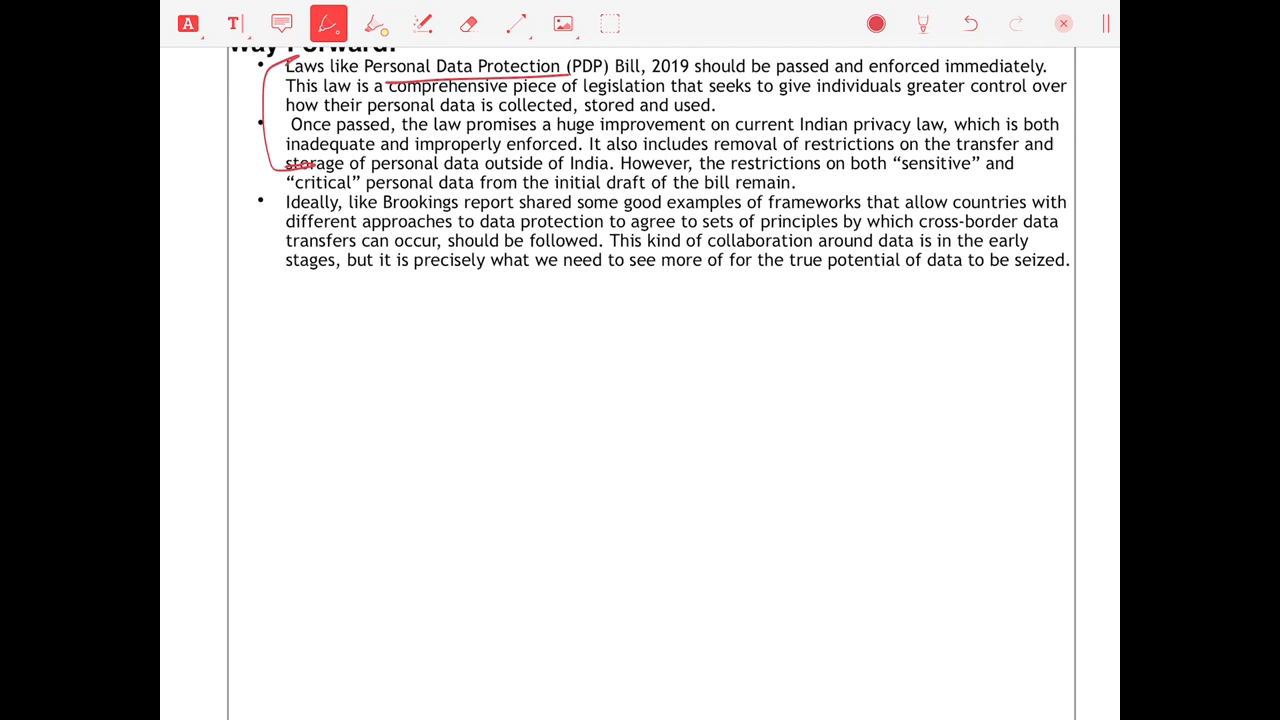 A
T
Way Forward:
• Laws like Personal Data Protection (PDP) Bill, 2019 should be passed and enforced immediately.
This law is a comprehensive piece of legislation that seeks to give individuals greater control over
how their personal data is collected, stored and used.
• Once passed, the law promises a huge improvement on current Indian privacy law, which is both
inadequate and improperly enforced. It also includes removal of restrictions on the transfer and
storage of personal data outside of India. However, the restrictions on both “sensitive” and
“critical” personal data from the initial draft of the bill remain.
• Ideally, like Brookings report shared some good examples of frameworks that allow countries with
different approaches to data protection to agree to sets of principles by which cross-border data
transfers can occur, should be followed. This kind of collaboration around data is in the early
stages, but it is precisely what we need to see more of for the true potential of data to be seized.